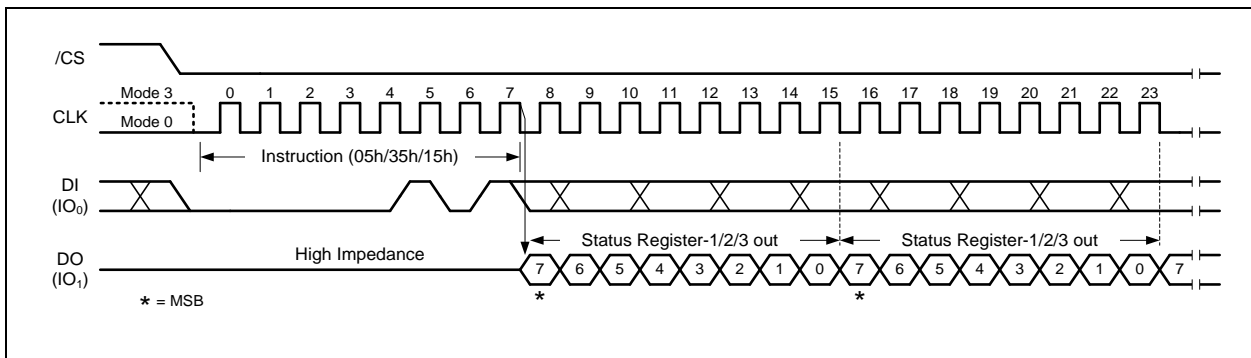 /CS
Mode 3
0 1 2 3 4 5 6 7 8 9 10 11 12 13 14 15 16 17 18 19 20 21 22 23
CLK
Mode 0
Instruction (05h/35h/15h)
DI
(IO₀)
Status Register-1/2/3 out Status Register-1/2/3 out
High Impedance
DO
(IO₁)
7 6 5 4 3 2 1 0 7 6 5 4 3 2 1 0 7
* *
* = MSB